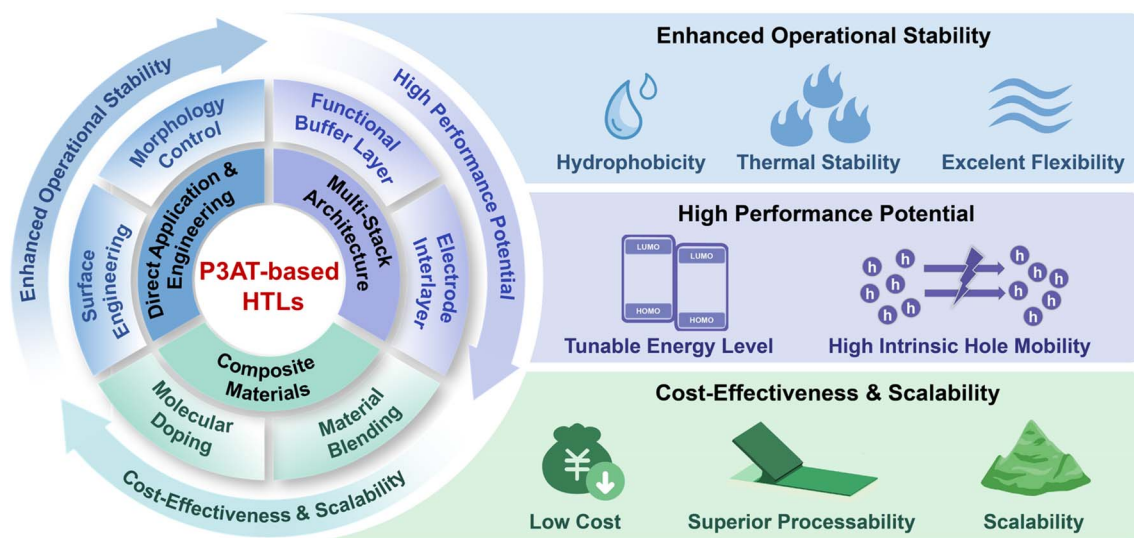 Enhanced Operational Stability
High Performance Potential
Cost-Effectiveness & Scalability
Morphology
Control
Functional
Buffer Layer
Surface
Engineering
Electrode
Interlayer
Molecular
Doping
Material
Blending
Direct Application &
Engineering
Multi-Stack
Architecture
Composite
Materials
P3AT-based
HTLs
Enhanced Operational Stability
Hydrophobicity
Thermal Stability
Excelent Flexibility
High Performance Potential
LUMO
LUMO
HOMO
HOMO
h
h
h
h
h
h
h
h
h
h
h
h
Tunable Energy Level
High Intrinsic Hole Mobility
Cost-Effectiveness & Scalability
¥
Low Cost
Superior Processability
Scalability